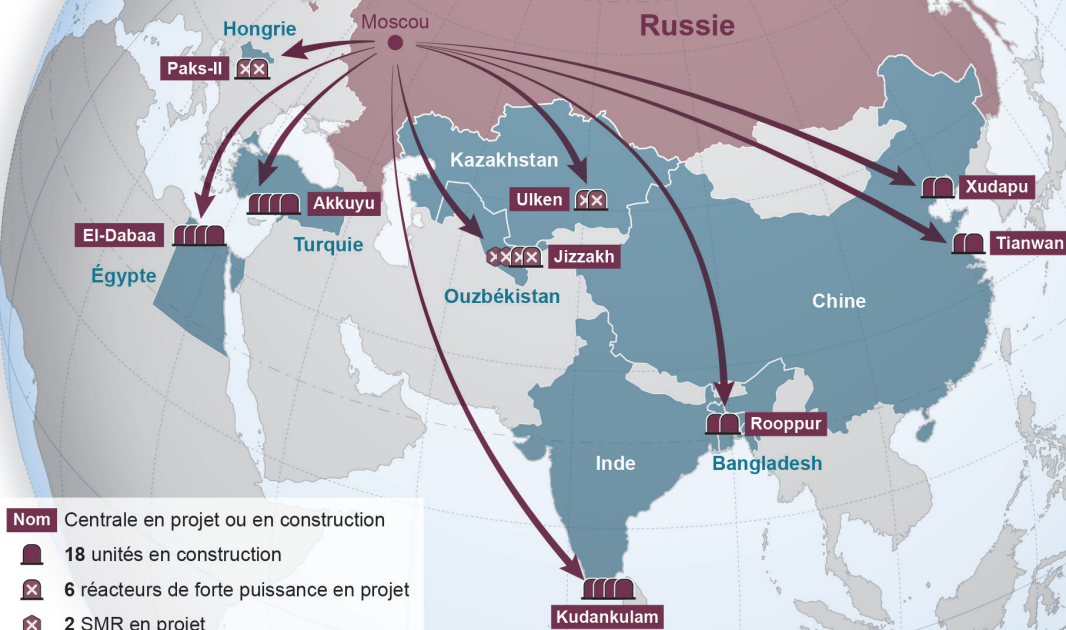 Moscou
Russie
Hongrie
Paks-II
Kazakhstan
Ulken
Xudapu
Akkuyu
El-Dabaa
Turquie
Tianwan
Jizzakh
Égypte
Ouzbékistan
Chine
Rooppur
Inde
Bangladesh
Nom Centrale en projet ou en construction
18 unités en construction
6 réacteurs de forte puissance en projet
2 SMR en projet
Kudankulam